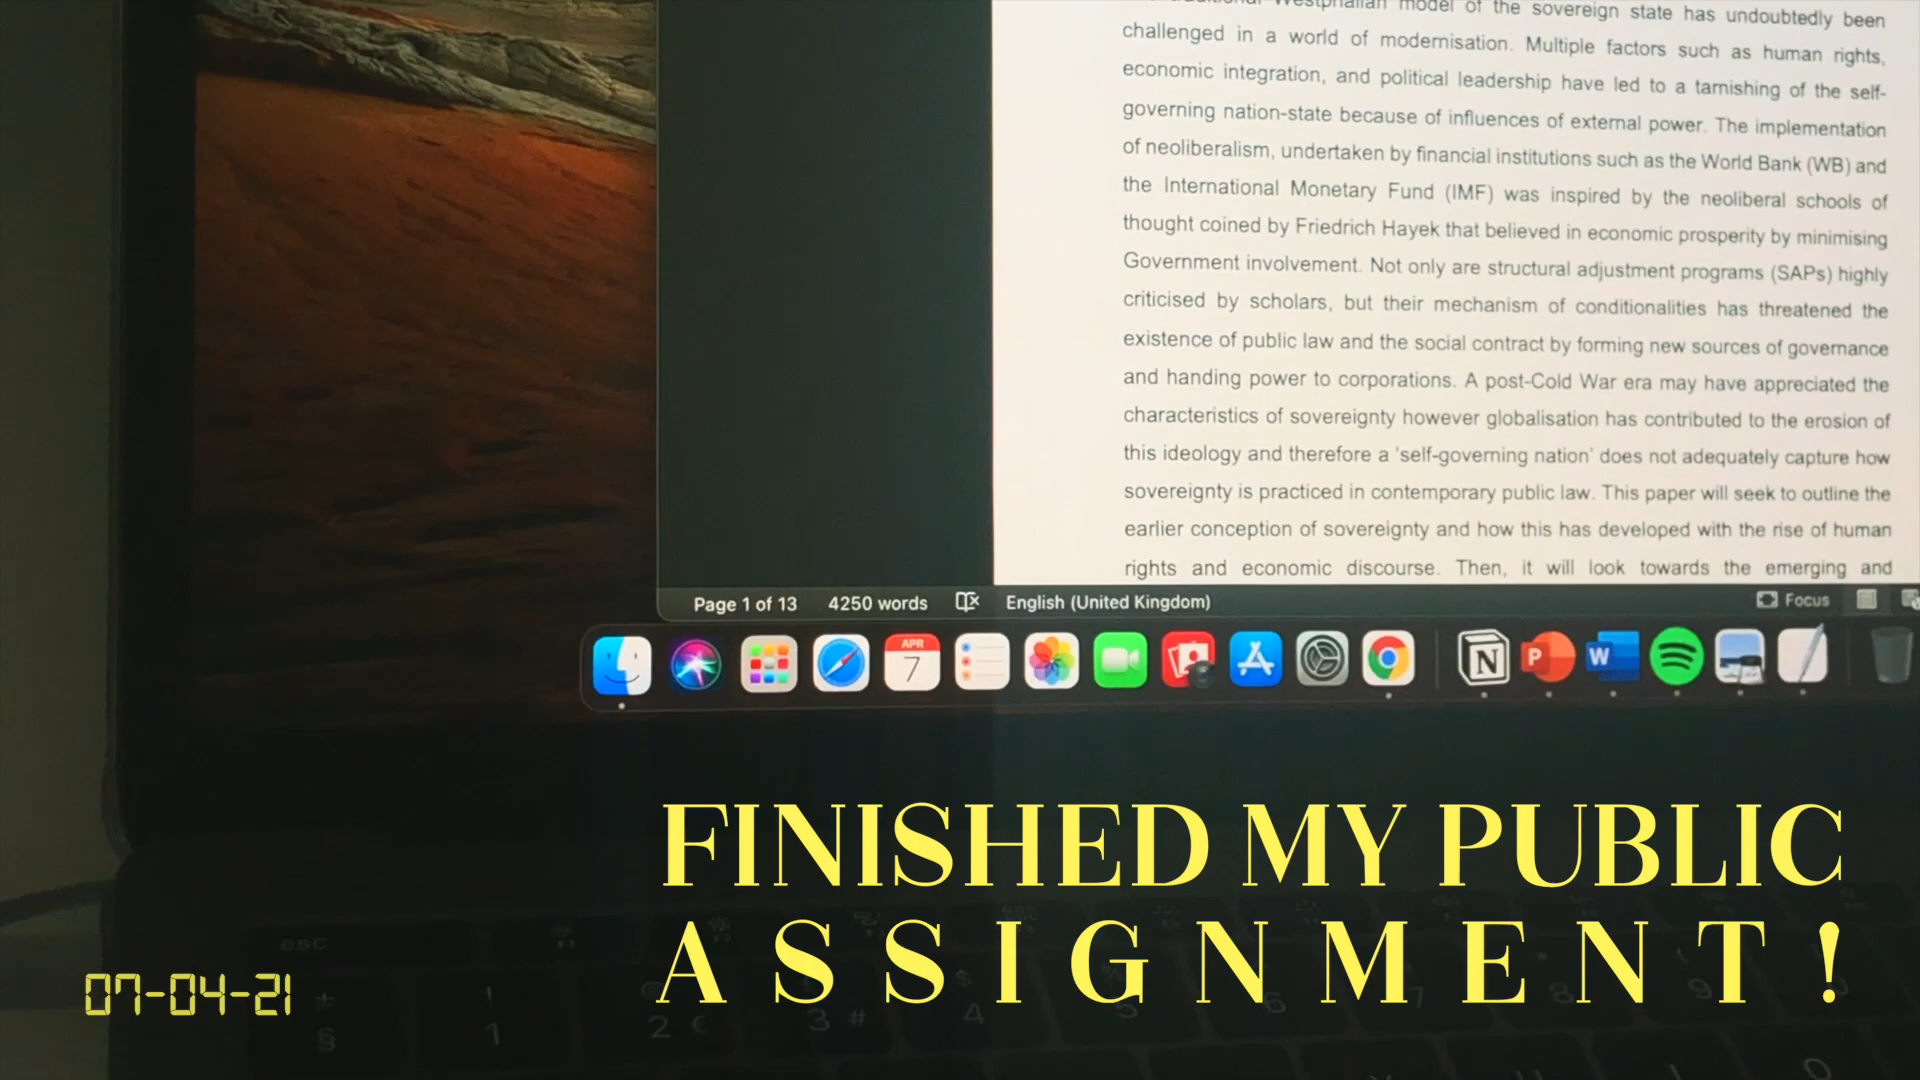 model of the sovereign state has undoubtedly been
challenged in a world of modernisation. Multiple factors such as human rights,
economic integration, and political leadership have led to a tarnishing of the self-
governing nation-state because of influences of external power. The implementation
of neoliberalism, undertaken by financial institutions such as the World Bank (WB) and
the International Monetary Fund (IMF) was inspired by the neoliberal schools of
thought coined by Friedrich Hayek that believed in economic prosperity by minimising
Government involvement. Not only are structural adjustment programs (SAPs) highly
criticised by scholars, but their mechanism of conditionalities has threatened the
existence of public law and the social contract by forming new sources of governance
and handing power to corporations. A post-Cold War era may have appreciated the
characteristics of sovereignty however globalisation has contributed to the erosion of
this ideology and therefore a 'self-governing nation' does not adequately capture how
sovereignty is practiced in contemporary public law. This paper will seek to outline the
earlier conception of sovereignty and how this has developed with the rise of human
rights and economic discourse. Then, it will look towards the emerging and
Page 1 of 13 4250 words English (United Kingdom) Focus
APR
7
N
P
W
FINISHED MY PUBLIC
ASSIGNMENT!
esc
07-04-21
± ! € # $
§ 1 2 3 4 5 6 7 8 9